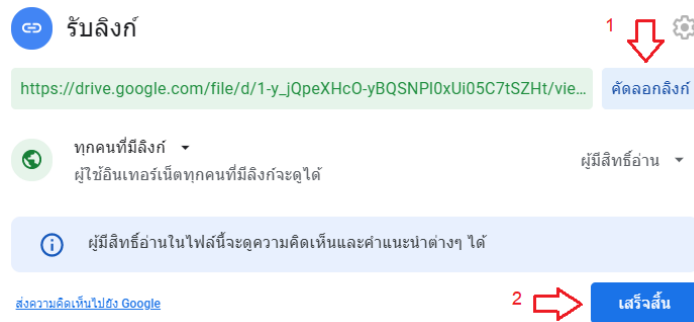 รับลิงก์
1
https://drive.google.com/file/d/1-y_jQpeXHcO-yBQSNPI0xUi05C7tSZHt/vie...
คัดลอกลิงก์
ทุกคนที่มีลิงก์
ผู้ใช้อินเทอร์เน็ตทุกคนที่มีลิงก์จะดูได้
ผู้มีสิทธิ์อ่าน
ผู้มีสิทธิ์อ่านในไฟล์นี้จะดูความคิดเห็นและคำแนะนำต่างๆ ได้
ส่งความคิดเห็นไปยัง Google
2
เสร็จสิ้น